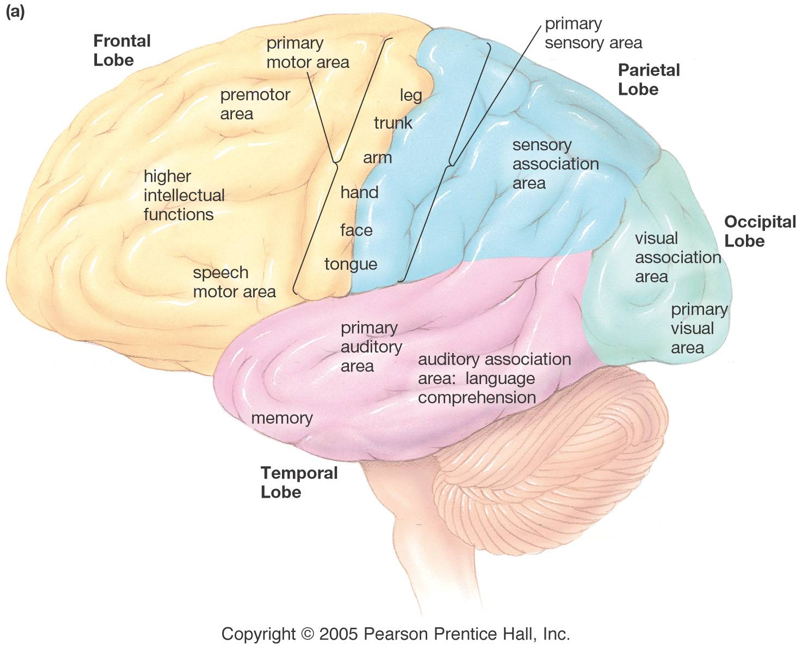 (a)
Frontal
Lobe
primary
motor area
premotor
area
higher
intellectual
functions
speech
motor area
leg
trunk
arm
hand
face
tongue
primary
sensory area
Parietal
Lobe
sensory
association
area
Occipital
Lobe
visual
association
area
primary
visual
area
primary
auditory
area
auditory association
area: language
comprehension
memory
Temporal
Lobe
Copyright © 2005 Pearson Prentice Hall, Inc.